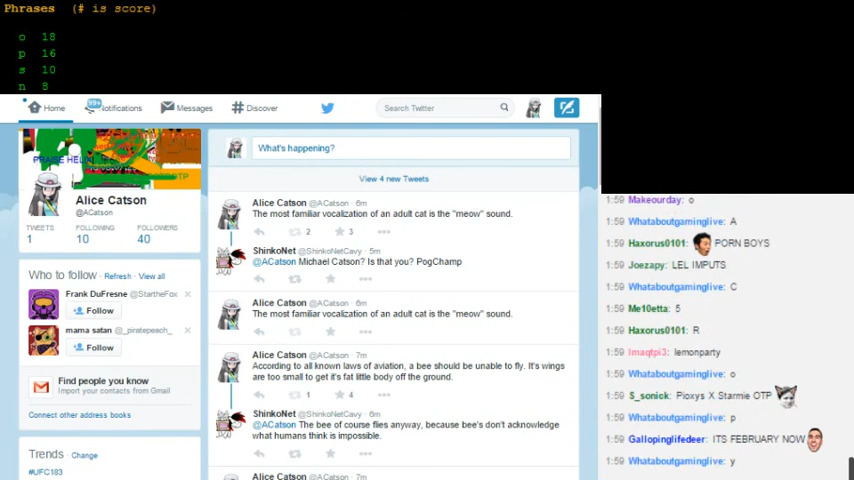 Phrases (# is score)
o 18
p 16
s 10
n 8
Home
99+
Notifications
Messages
Discover
Search Twitter
PRAISE HELIX!
OTP
Alice Catson
@ACatson
TWEETS FOLLOWING FOLLOWERS
1 10 40
Who to follow · Refresh · View all
Frank DuFresne @StartheFox
Follow
mama satan @_piratepeach_
Follow
Find people you know
Import your contacts from Gmail
Connect other address books
Trends · Change
#UFC183
What's happening?
View 4 new Tweets
Alice Catson @ACatson · 6m
The most familiar vocalization of an adult cat is the "meow" sound.
2 3
ShinkoNet @ShinkoNetCavy · 5m
@ACatson Michael Catson? Is that you? PogChamp
Alice Catson @ACatson · 6m
The most familiar vocalization of an adult cat is the "meow" sound.
Alice Catson @ACatson · 7m
According to all known laws of aviation, a bee should be unable to fly. It's wings
are too small to get it's fat little body off the ground.
1 4
ShinkoNet @ShinkoNetCavy · 6m
@ACatson The bee of course flies anyway, because bee's don't acknowledge
what humans think is impossible.
Alice Catson @ACatson · 7m
1:59 Makeourday: o
1:59 Whataboutgaminglive: A
1:59 Haxorus0101: PORN BOYS
1:59 Joezapy: LEL IMPUTS
1:59 Whataboutgaminglive: C
1:59 Me10etta: 5
1:59 Haxorus0101: R
1:59 Imaqtpi3: lemonparty
1:59 Whataboutgaminglive: o
1:59 S_sonick: Pioxys X Starmie OTP
1:59 Whataboutgaminglive: p
1:59 Gallopinglifedeer: ITS FEBRUARY NOW
1:59 Whataboutgaminglive: y